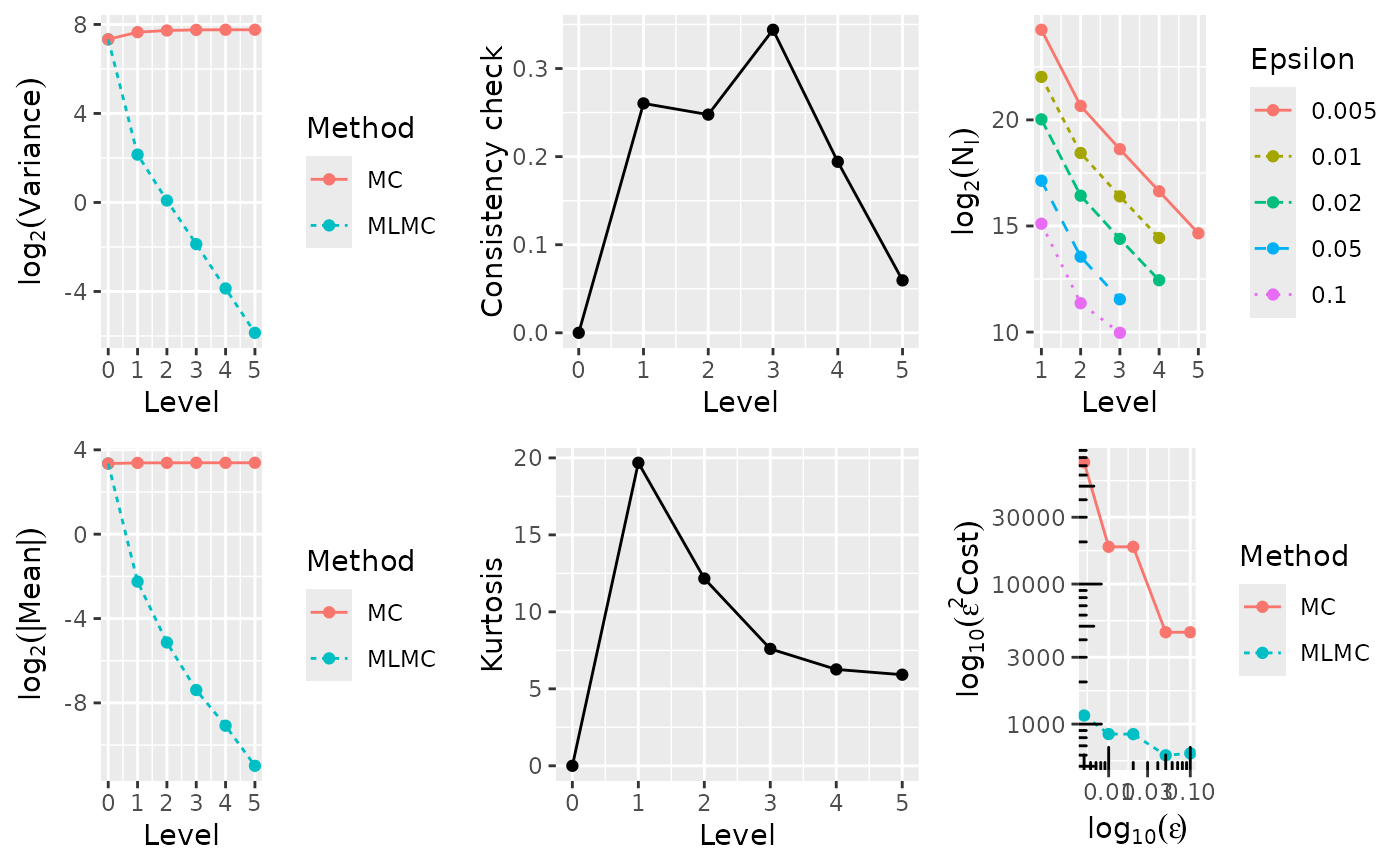 log₂(Variance)
8
4
0
-4
0 1 2 3 4 5
Level
Method
MC
MLMC
Consistency check
0.3
0.2
0.1
0.0
0 1 2 3 4 5
Level
log₂(Nₗ)
20
15
10
1 2 3 4 5
Level
Epsilon
0.005
0.01
0.02
0.05
0.1
log₂(|Mean|)
4
0
-4
-8
0 1 2 3 4 5
Level
Method
MC
MLMC
Kurtosis
20
15
10
5
0
0 1 2 3 4 5
Level
log₁₀(ε²Cost)
30000
10000
3000
1000
0.01 0.03 0.10
log₁₀(ε)
Method
MC
MLMC